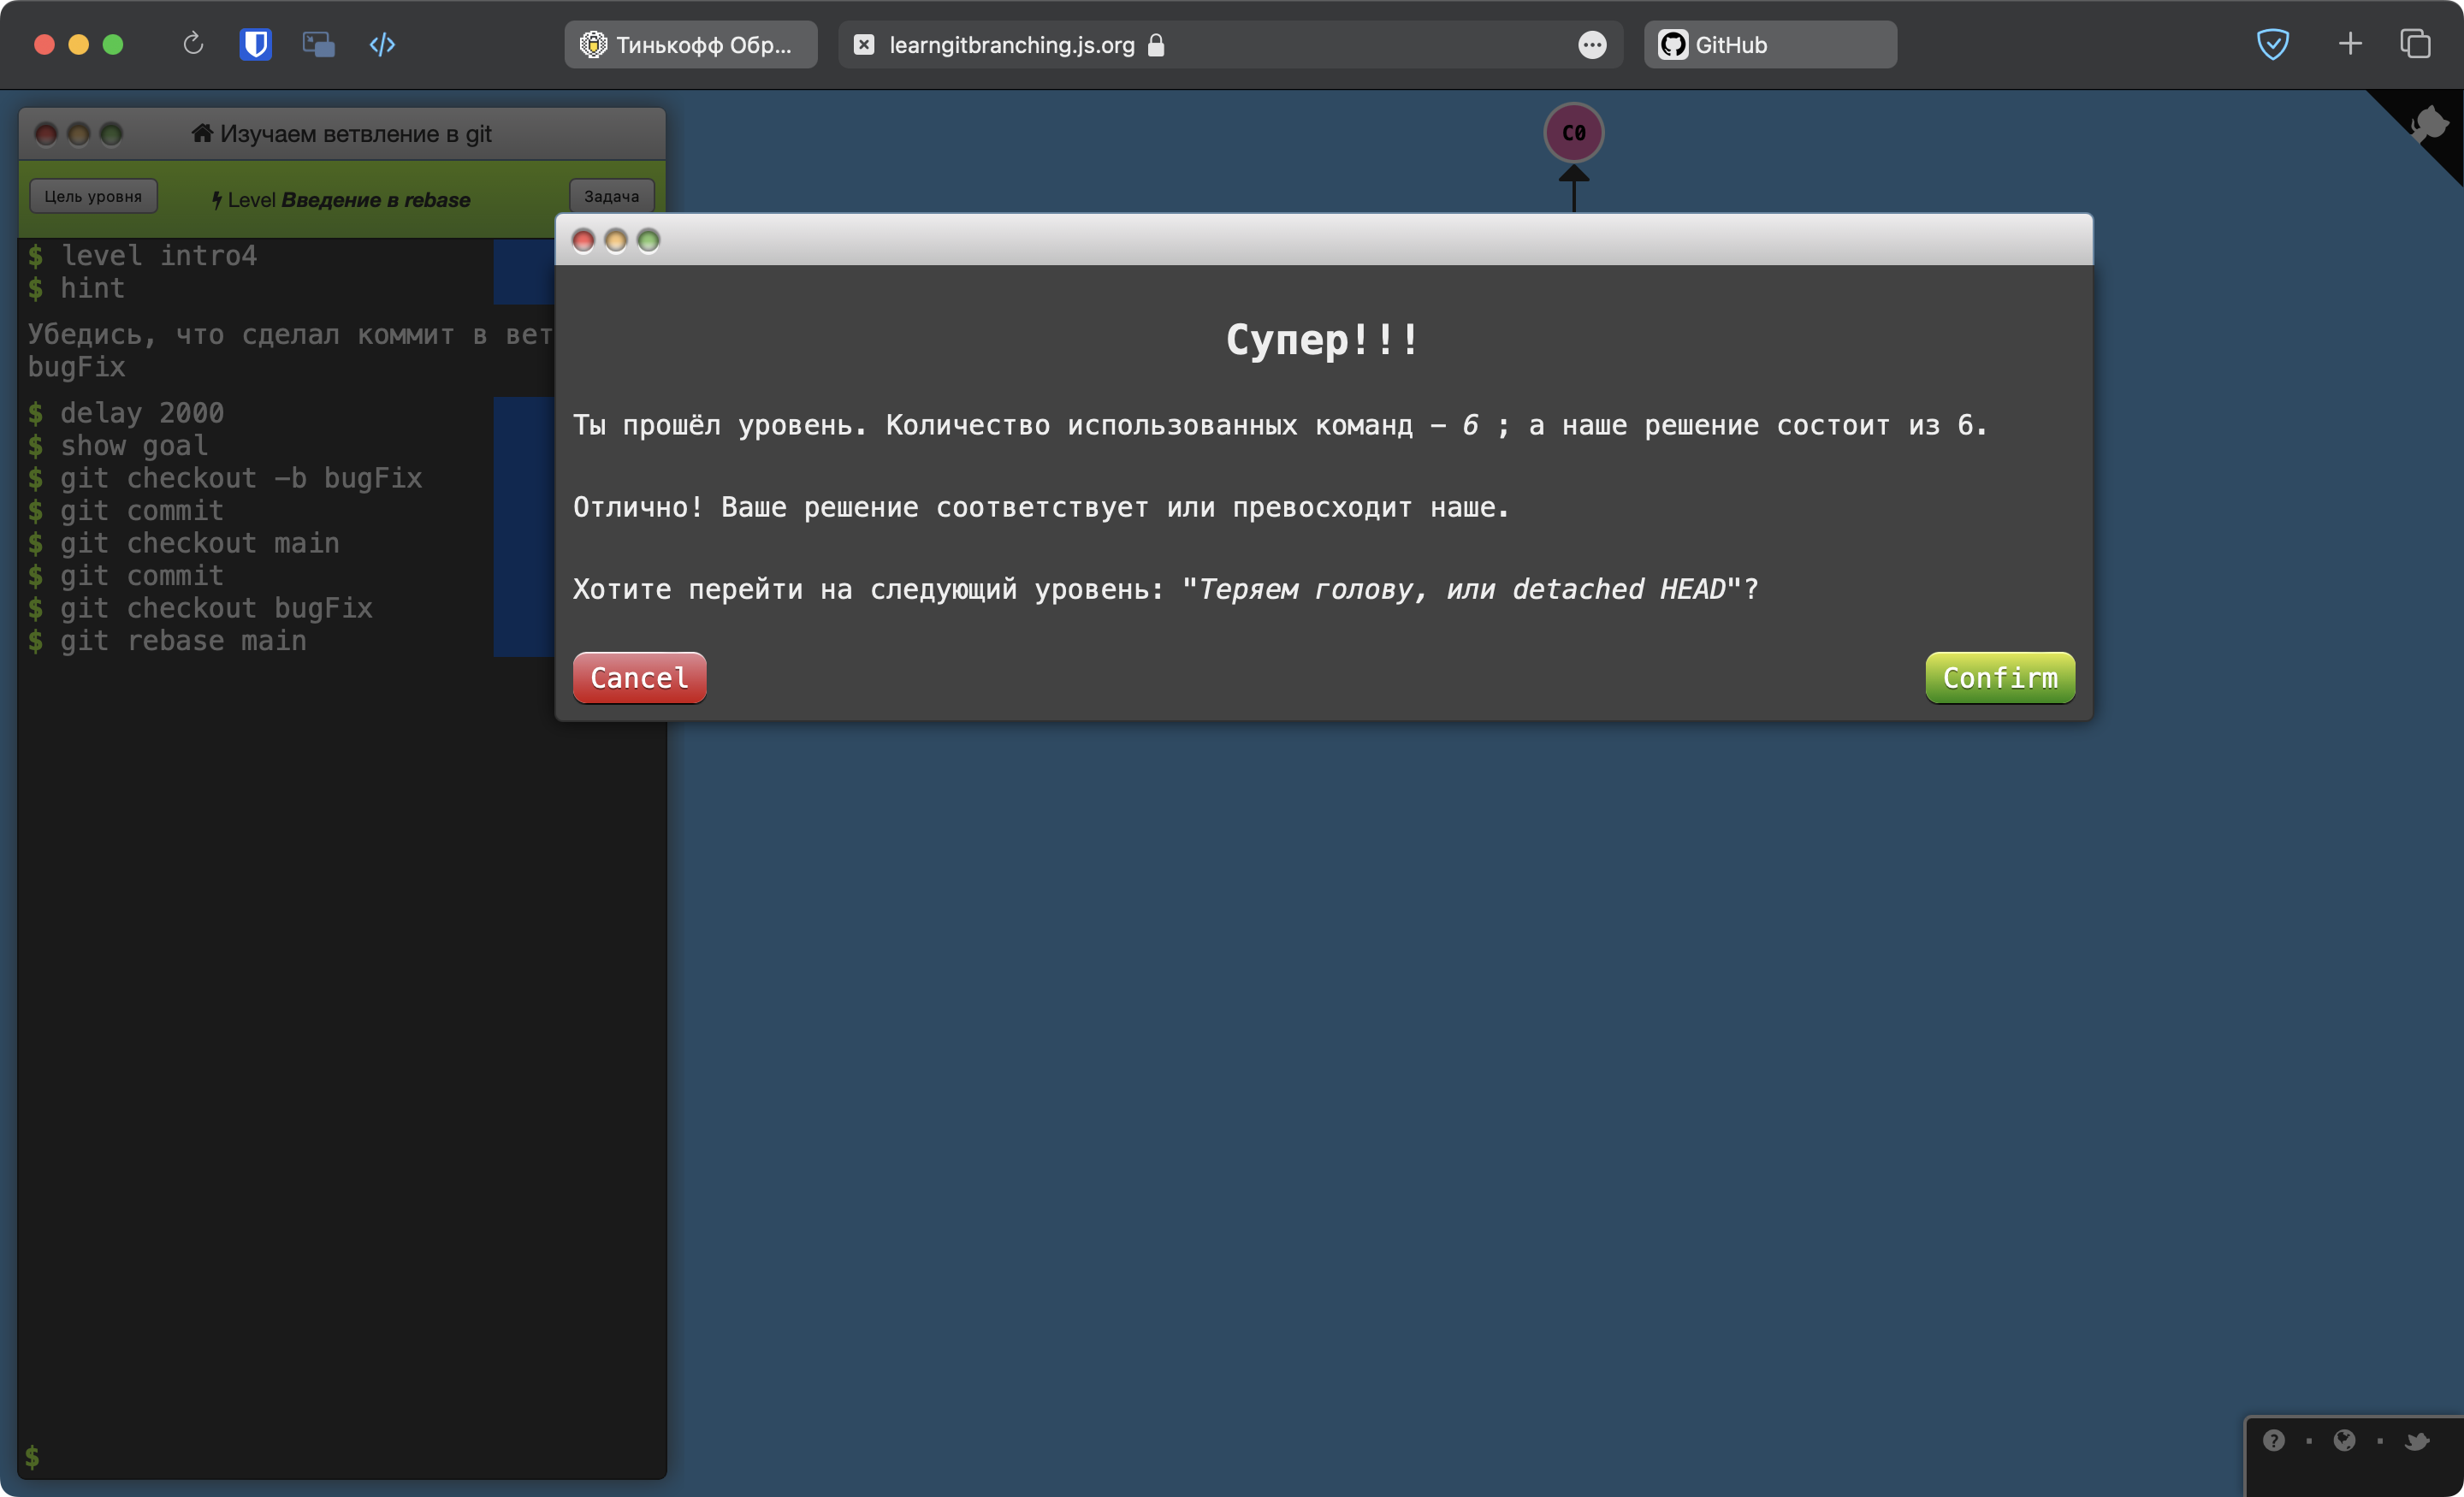 Тинькофф Обр...
learngitbranching.js.org
GitHub
Изучаем ветвление в git
C0
Цель уровня
Level Введение в rebase
Задача
$ level intro4
$ hint
Убедись, что сделал коммит в вет
bugFix
$ delay 2000
$ show goal
$ git checkout -b bugFix
$ git commit
$ git checkout main
$ git commit
$ git checkout bugFix
$ git rebase main
$
Супер!!!
Ты прошёл уровень. Количество использованных команд – 6 ; а наше решение состоит из 6.
Отлично! Ваше решение соответствует или превосходит наше.
Хотите перейти на следующий уровень: "Теряем голову, или detached HEAD"?
Cancel
Confirm